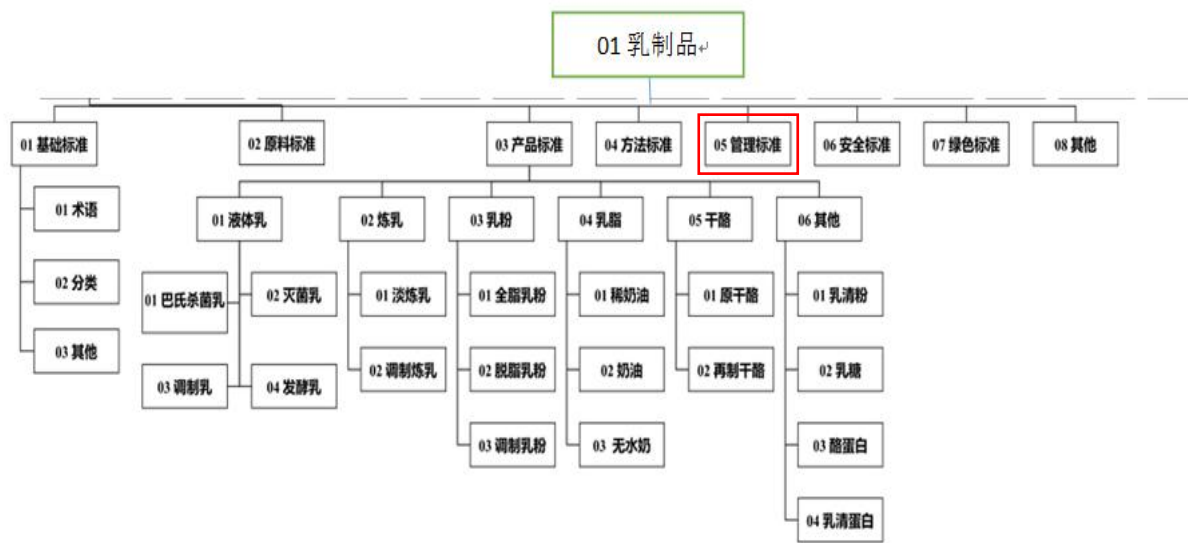 01 乳制品
01 基础标准
02 原料标准
03 产品标准
04 方法标准
05 管理标准
06 安全标准
07 绿色标准
08 其他
01 术语
02 分类
03 其他
01 液体乳
02 炼乳
03 乳粉
04 乳脂
05 干酪
06 其他
01 巴氏杀菌乳
02 灭菌乳
01 淡炼乳
01 全脂乳粉
01 稀奶油
01 原干酪
01 乳清粉
03 调制乳
04 发酵乳
02 调制炼乳
02 脱脂乳粉
02 奶油
02 再制干酪
02 乳糖
03 调制乳粉
03 无水奶
03 酪蛋白
04 乳清蛋白